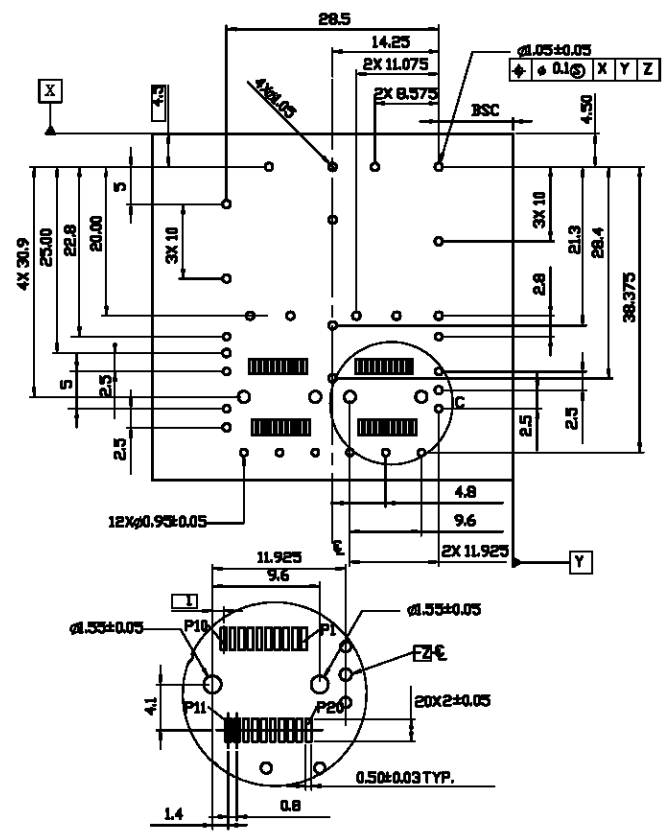 28.5
14.25
2X 11.075
2X 8.575
BSC
ø1.05±0.05
ø 0.1Ⓢ X Y Z
X
4.5
4Xø1.05
4.50
4X 30.9
25.00
22.8
20.00
5
3X 10
3X 10
21.3
28.4
38.375
2.8
5
2.5
2.5
C
2.5
2.5
12Xø0.95±0.05
4.8
9.6
2X 11.925
Y
11.925
9.6
1
P10
P1
ø1.55±0.05
ø1.55±0.05
Z
4.1
P11
P20
20X2±0.05
0.50±0.03 TYP.
1.4
0.8